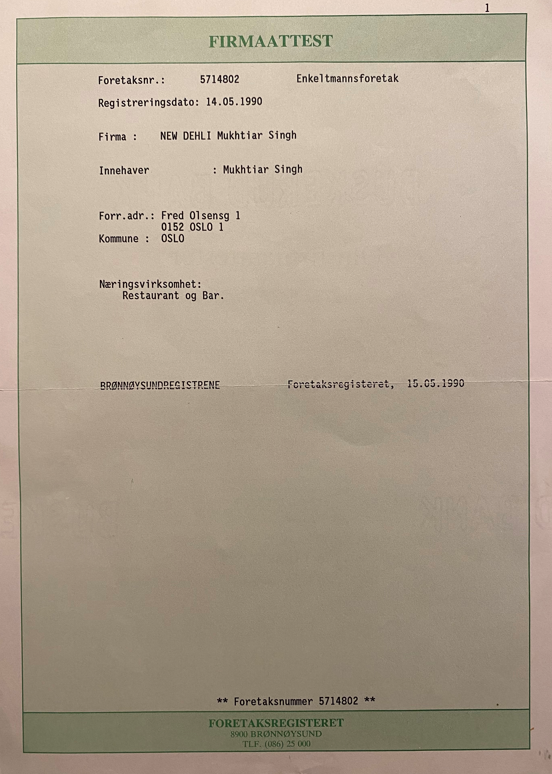 1
FIRMAATTEST
Foretaksnr.: 5714802 Enkeltmannsforetak
Registreringsdato: 14.05.1990
Firma : NEW DEHLI Mukhtiar Singh
Innehaver : Mukhtiar Singh
Forr.adr.: Fred Olsensg 1
0152 OSLO 1
Kommune : OSLO
Næringsvirksomhet:
Restaurant og Bar.
BRØNNØYSUNDREGISTRENE Foretaksregisteret, 15.05.1990
** Foretaksnummer 5714802 **
FORETAKSREGISTERET
8900 BRØNNØYSUND
TLF. (086) 25 000